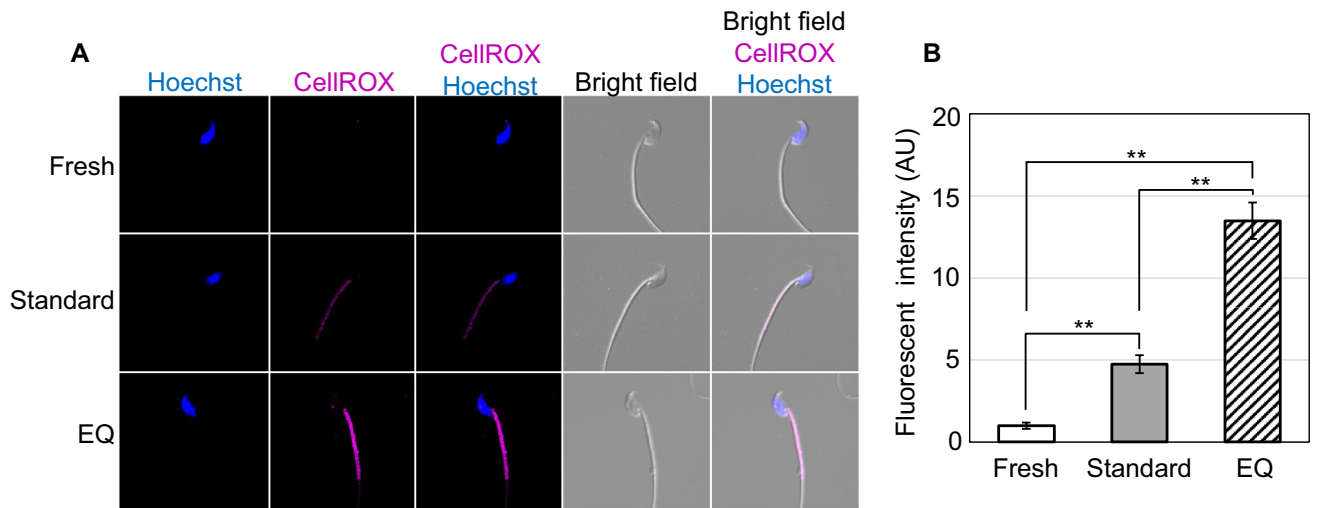 A
Hoechst
CellROX
CellROX
Hoechst
Bright field
Bright field
CellROX
Hoechst
Fresh
Standard
EQ
B
Fluorescent intensity (AU)
20
15
10
5
0
**
**
**
Fresh
Standard
EQ